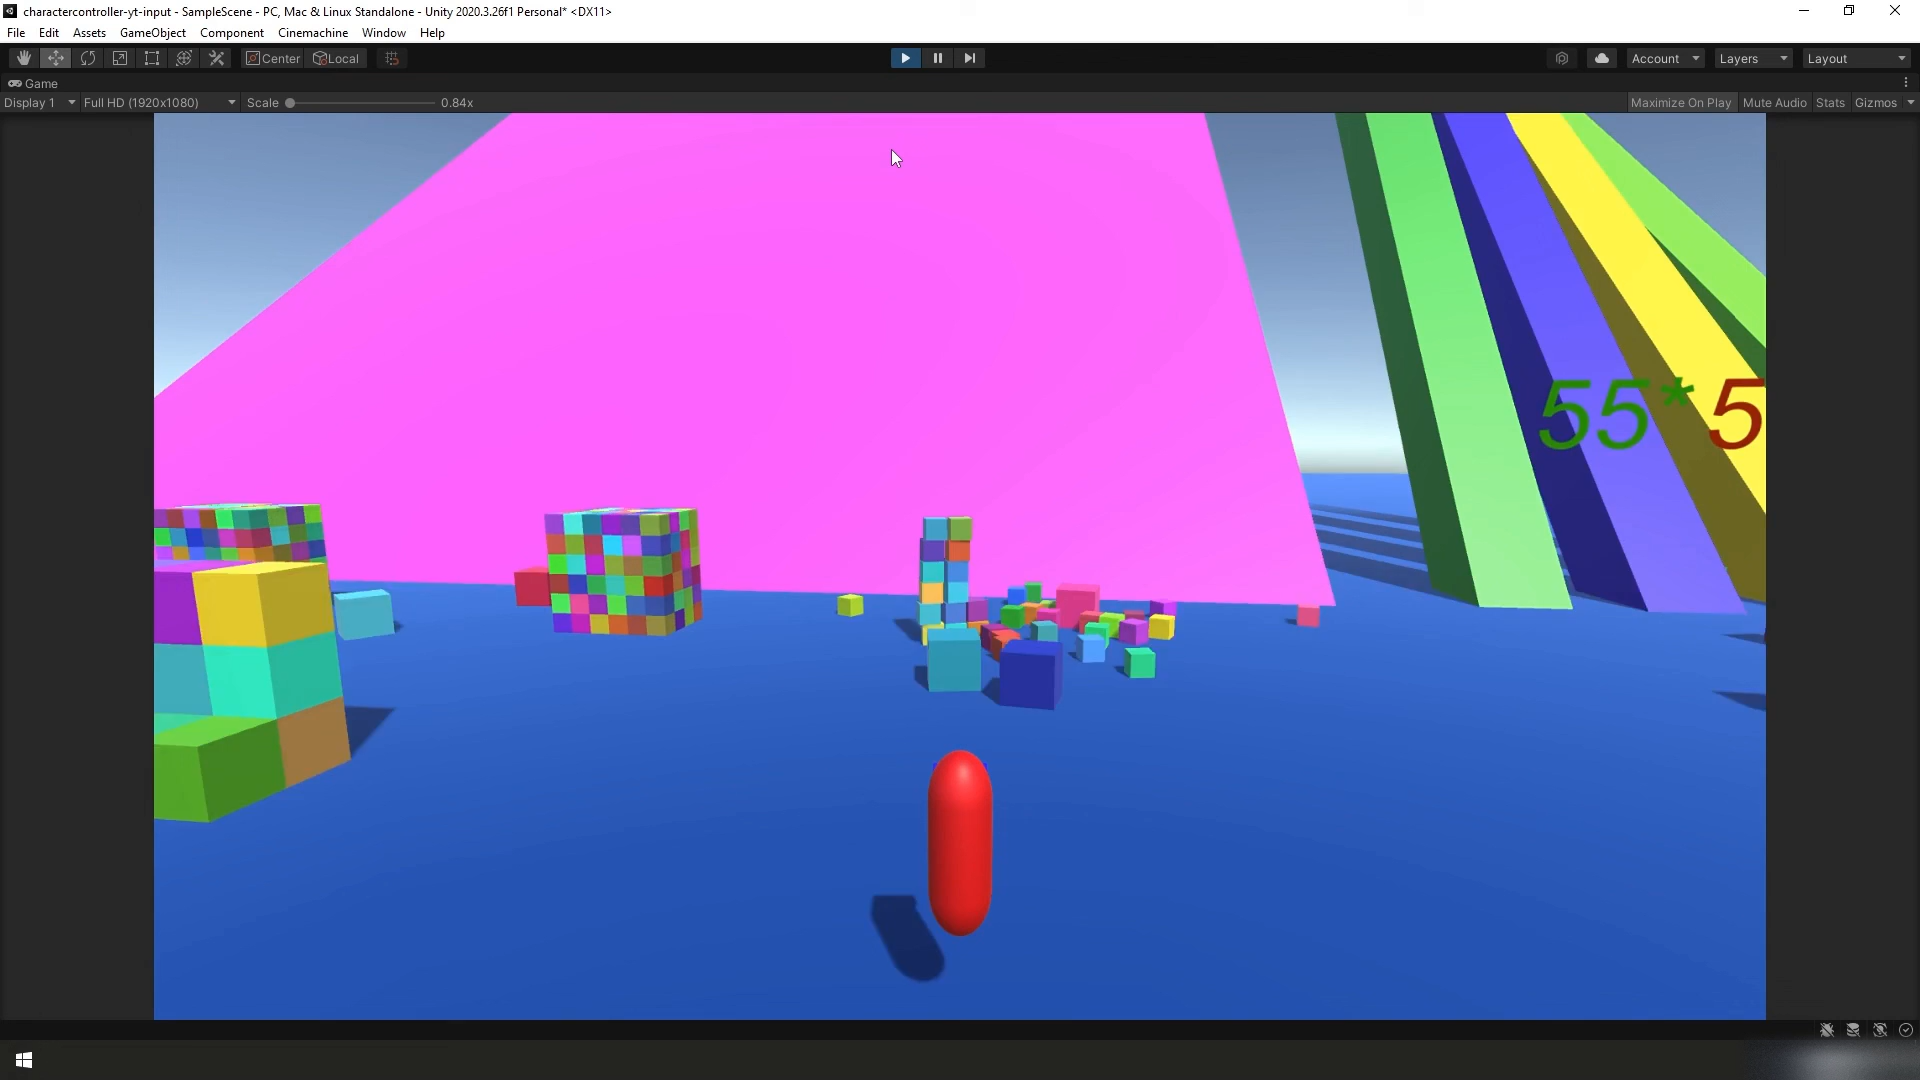 charactercontroller-yt-input - SampleScene - PC, Mac & Linux Standalone - Unity 2020.3.26f1 Personal* <DX11>
File Edit Assets GameObject Component Cinemachine Window Help
Center Local Account Layers Layout
Game
Display 1 Full HD (1920x1080) Scale 0.84x Maximize On Play Mute Audio Stats Gizmos
55* 5